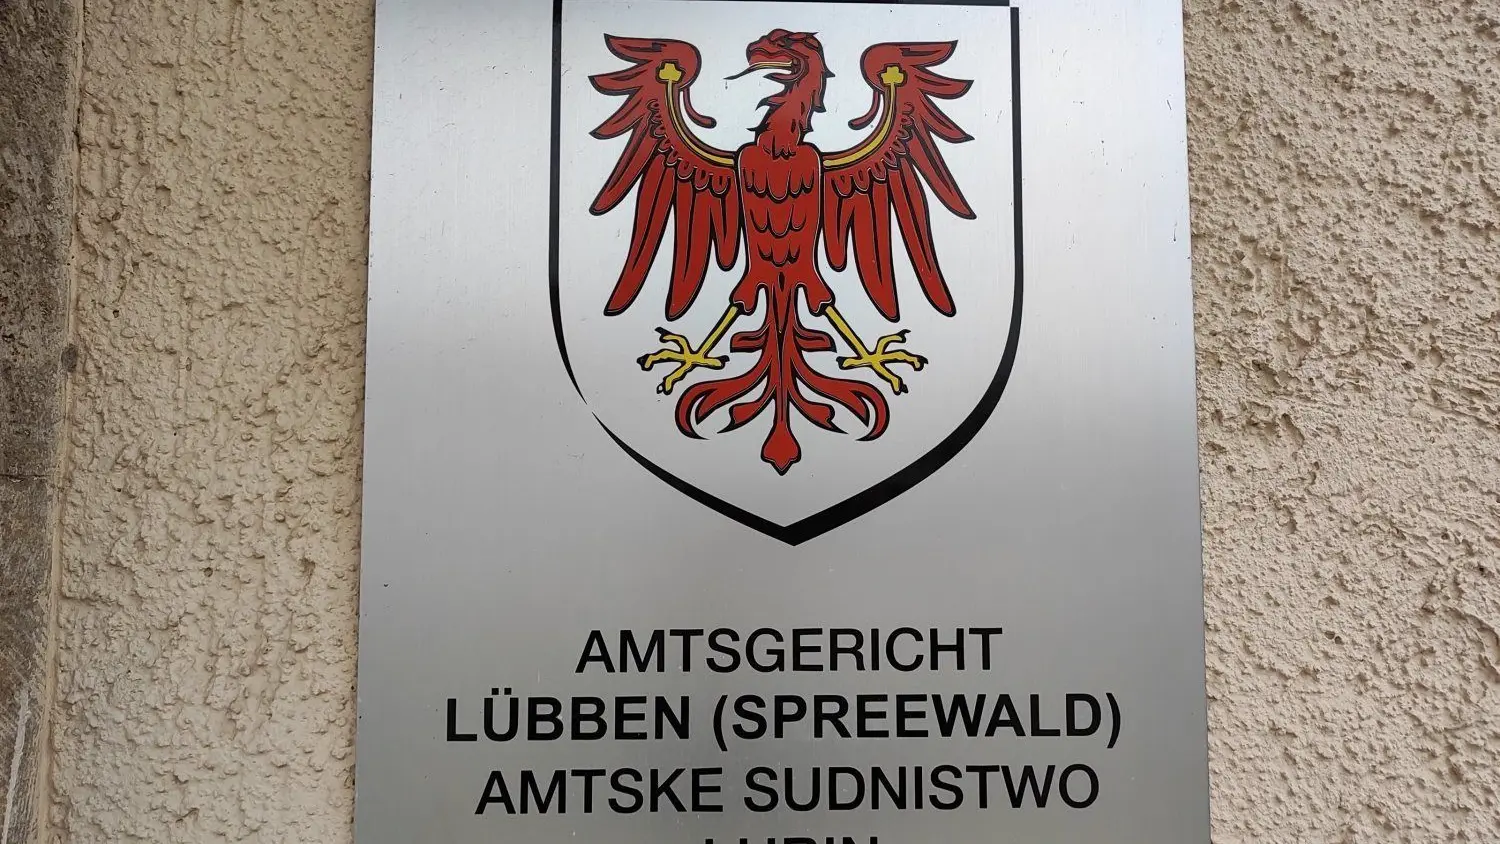 AMTSGERICHT
LÜBBEN (SPREEWALD)
AMTSKE SUDNISTWO